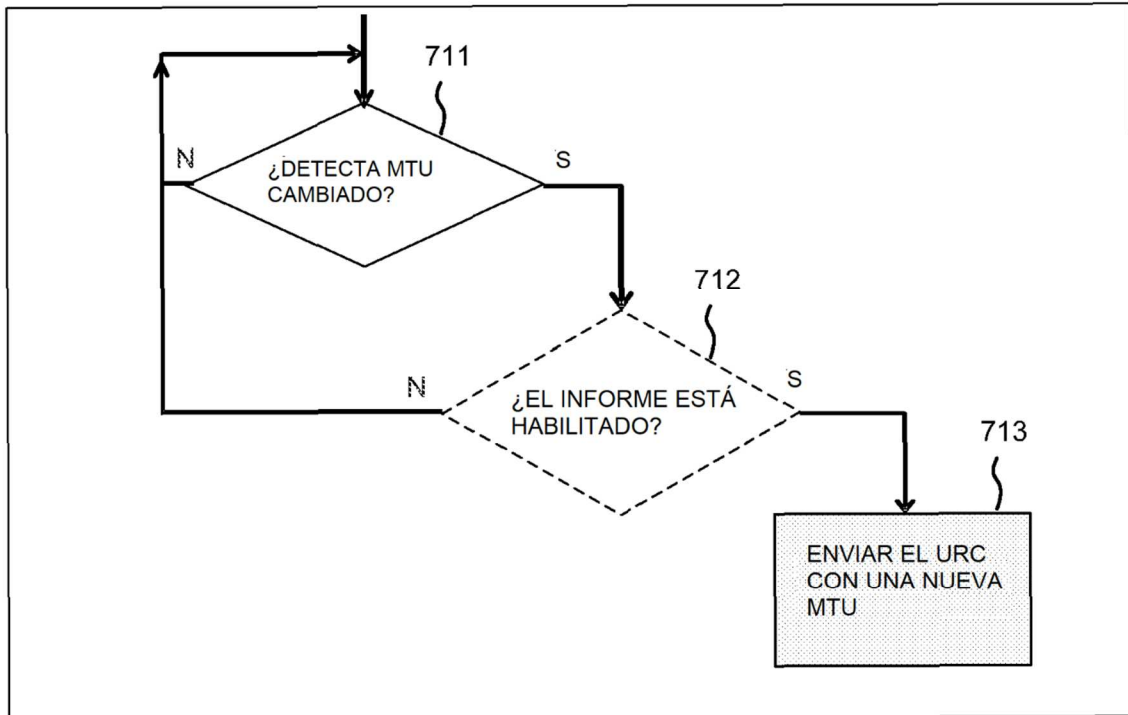 711
N
S
¿DETECTA MTU
CAMBIADO?
712
N
S
¿EL INFORME ESTÁ
HABILITADO?
713
ENVIAR EL URC
CON UNA NUEVA
MTU